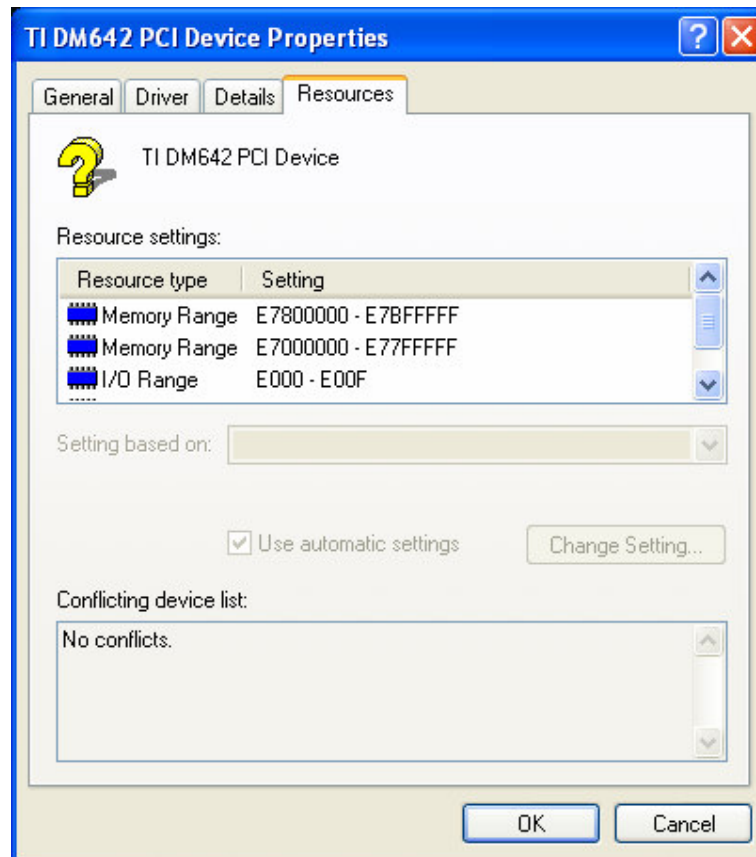 TI DM642 PCI Device Properties
General Driver Details Resources
TI DM642 PCI Device
Resource settings:
Resource type Setting
Memory Range E7800000 - E7BFFFFF
Memory Range E7000000 - E77FFFFF
I/O Range E000 - E00F
Setting based on:
Use automatic settings Change Setting...
Conflicting device list:
No conflicts.
OK Cancel